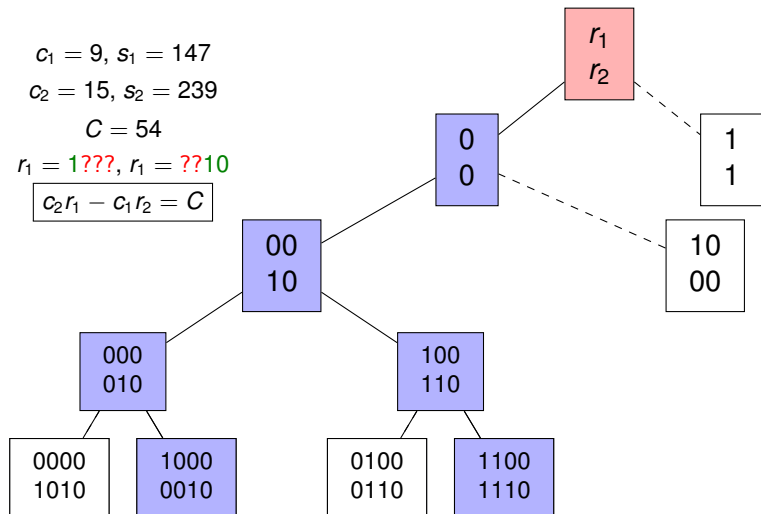 c₁ = 9, s₁ = 147
c₂ = 15, s₂ = 239
C = 54
r₁ = 1???, r₁ = ??10
c₂r₁ − c₁r₂ = C
r₁
r₂
0
0
1
1
00
10
10
00
000
010
100
110
0000
1010
1000
0010
0100
0110
1100
1110